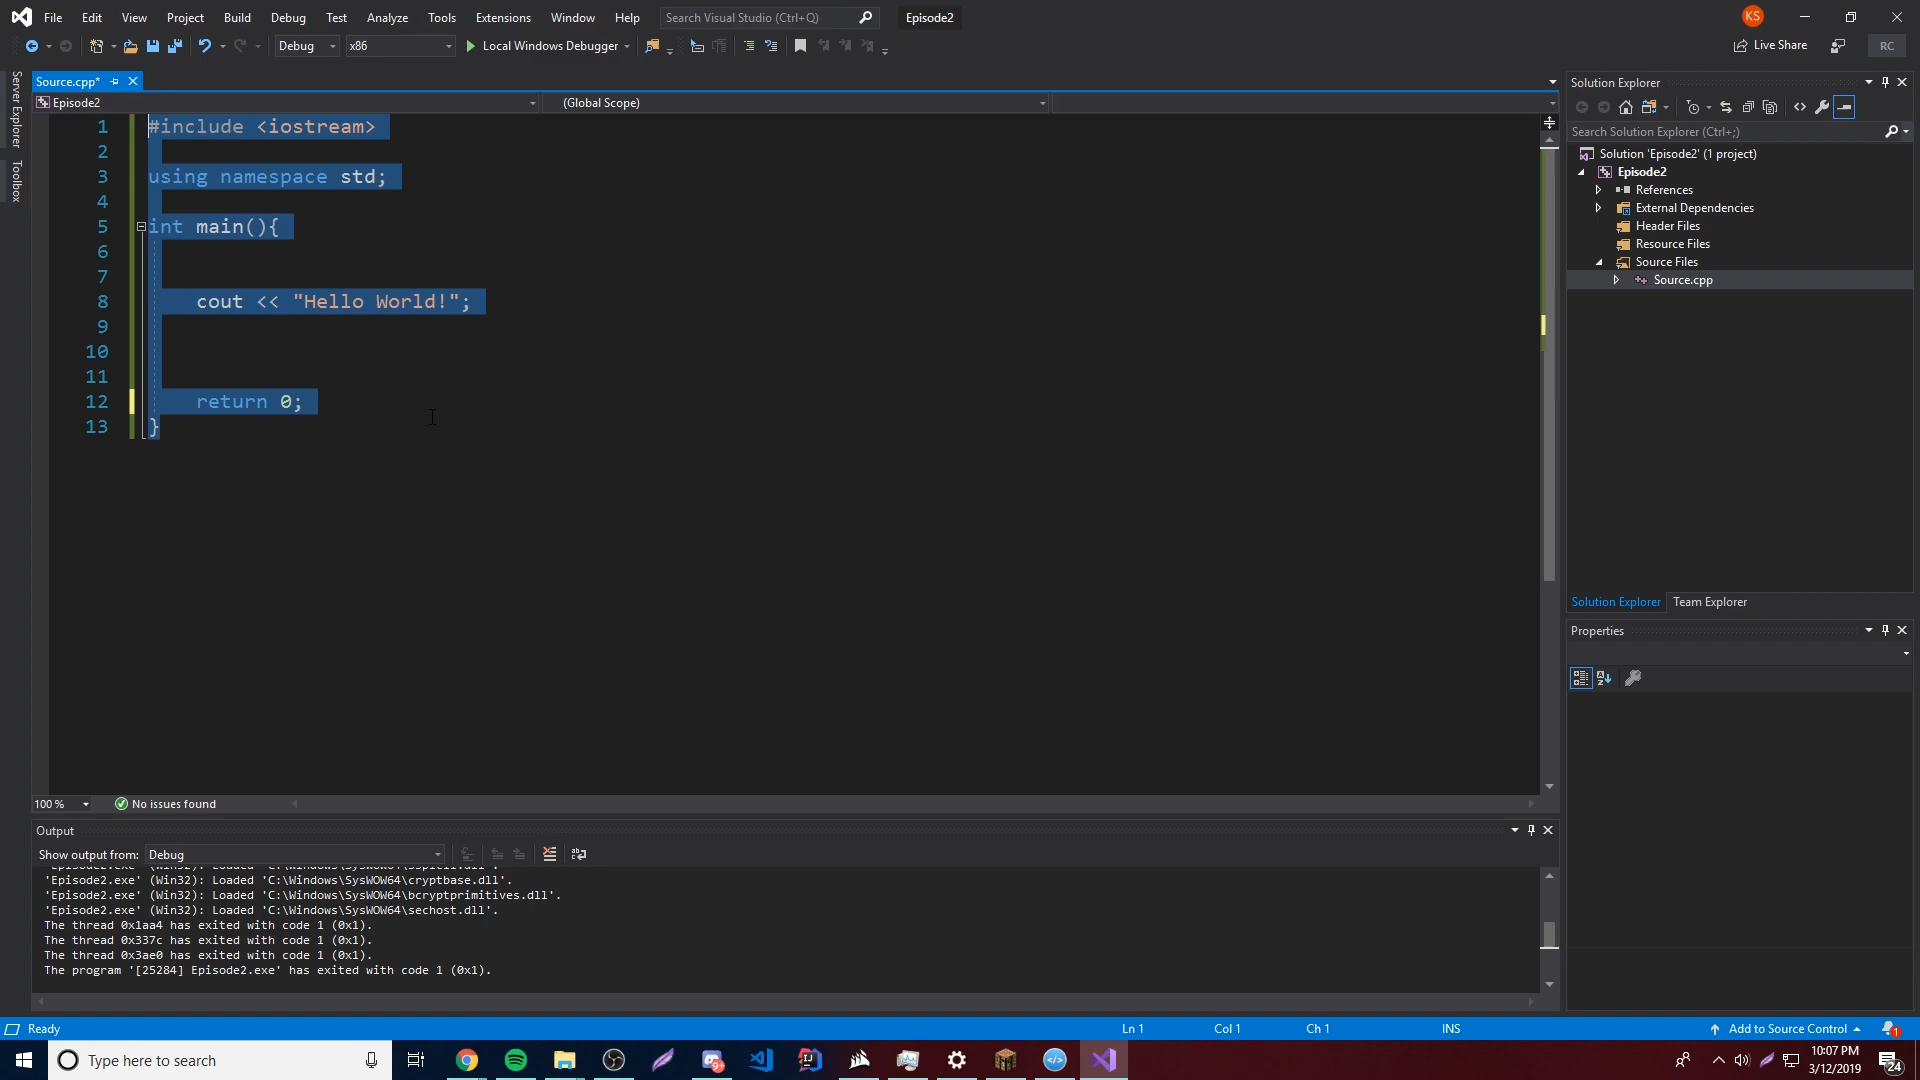 File Edit View Project Build Debug Test Analyze Tools Extensions Window Help Search Visual Studio (Ctrl+Q) Episode2 KS
Debug x86 Local Windows Debugger Live Share RC
Server Explorer
Toolbox
Source.cpp*
Episode2 (Global Scope)
1 #include <iostream>
2
3 using namespace std;
4
5 int main(){
6
7
8 cout << "Hello World!";
9
10
11
12 return 0;
13 }
100 % No issues found
Output
Show output from: Debug
'Episode2.exe' (Win32): Loaded 'C:\Windows\SysWOW64\cryptbase.dll'.
'Episode2.exe' (Win32): Loaded 'C:\Windows\SysWOW64\bcryptprimitives.dll'.
'Episode2.exe' (Win32): Loaded 'C:\Windows\SysWOW64\sechost.dll'.
The thread 0x1aa4 has exited with code 1 (0x1).
The thread 0x337c has exited with code 1 (0x1).
The thread 0x3ae0 has exited with code 1 (0x1).
The program '[25284] Episode2.exe' has exited with code 1 (0x1).
Solution Explorer
Search Solution Explorer (Ctrl+;)
Solution 'Episode2' (1 project)
Episode2
References
External Dependencies
Header Files
Resource Files
Source Files
Source.cpp
Solution Explorer Team Explorer
Properties
Ready Ln 1 Col 1 Ch 1 INS Add to Source Control 1
Type here to search 9+ 10:07 PM
3/12/2019 24